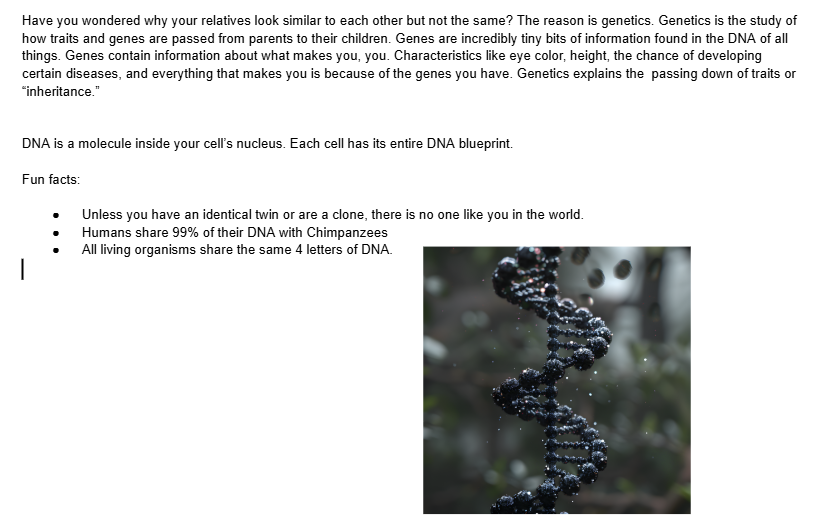 Have you wondered why your relatives look similar to each other but not the same? The reason is genetics. Genetics is the study of
how traits and genes are passed from parents to their children. Genes are incredibly tiny bits of information found in the DNA of all
things. Genes contain information about what makes you, you. Characteristics like eye color, height, the chance of developing
certain diseases, and everything that makes you is because of the genes you have. Genetics explains the  passing down of traits or
“inheritance.”
DNA is a molecule inside your cell’s nucleus. Each cell has its entire DNA blueprint.
Fun facts:
● Unless you have an identical twin or are a clone, there is no one like you in the world.
● Humans share 99% of their DNA with Chimpanzees
● All living organisms share the same 4 letters of DNA.